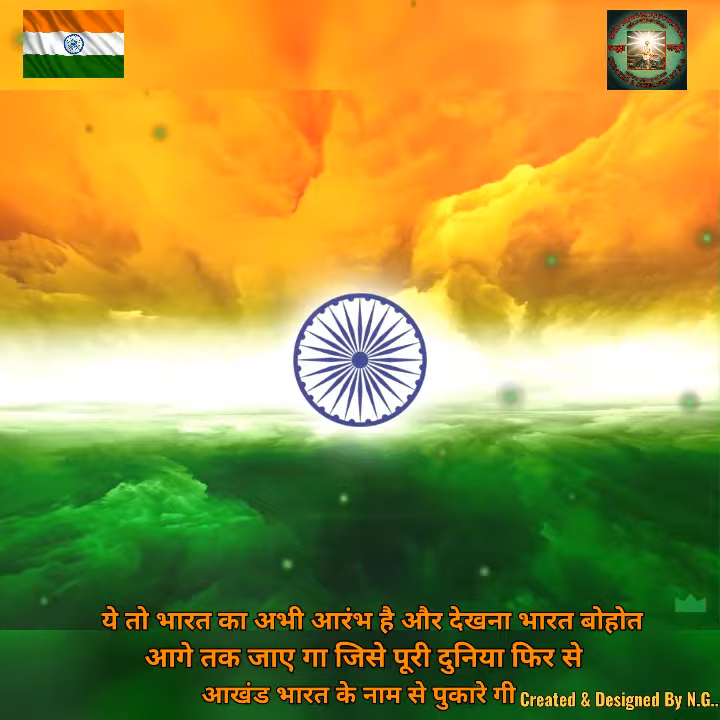 ये तो भारत का अभी आरंभ है और देखना भारत बोहोत
आगे तक जाए गा जिसे पूरी दुनिया फिर से
आखंड भारत के नाम से पुकारे गी
Created & Designed By N.G..